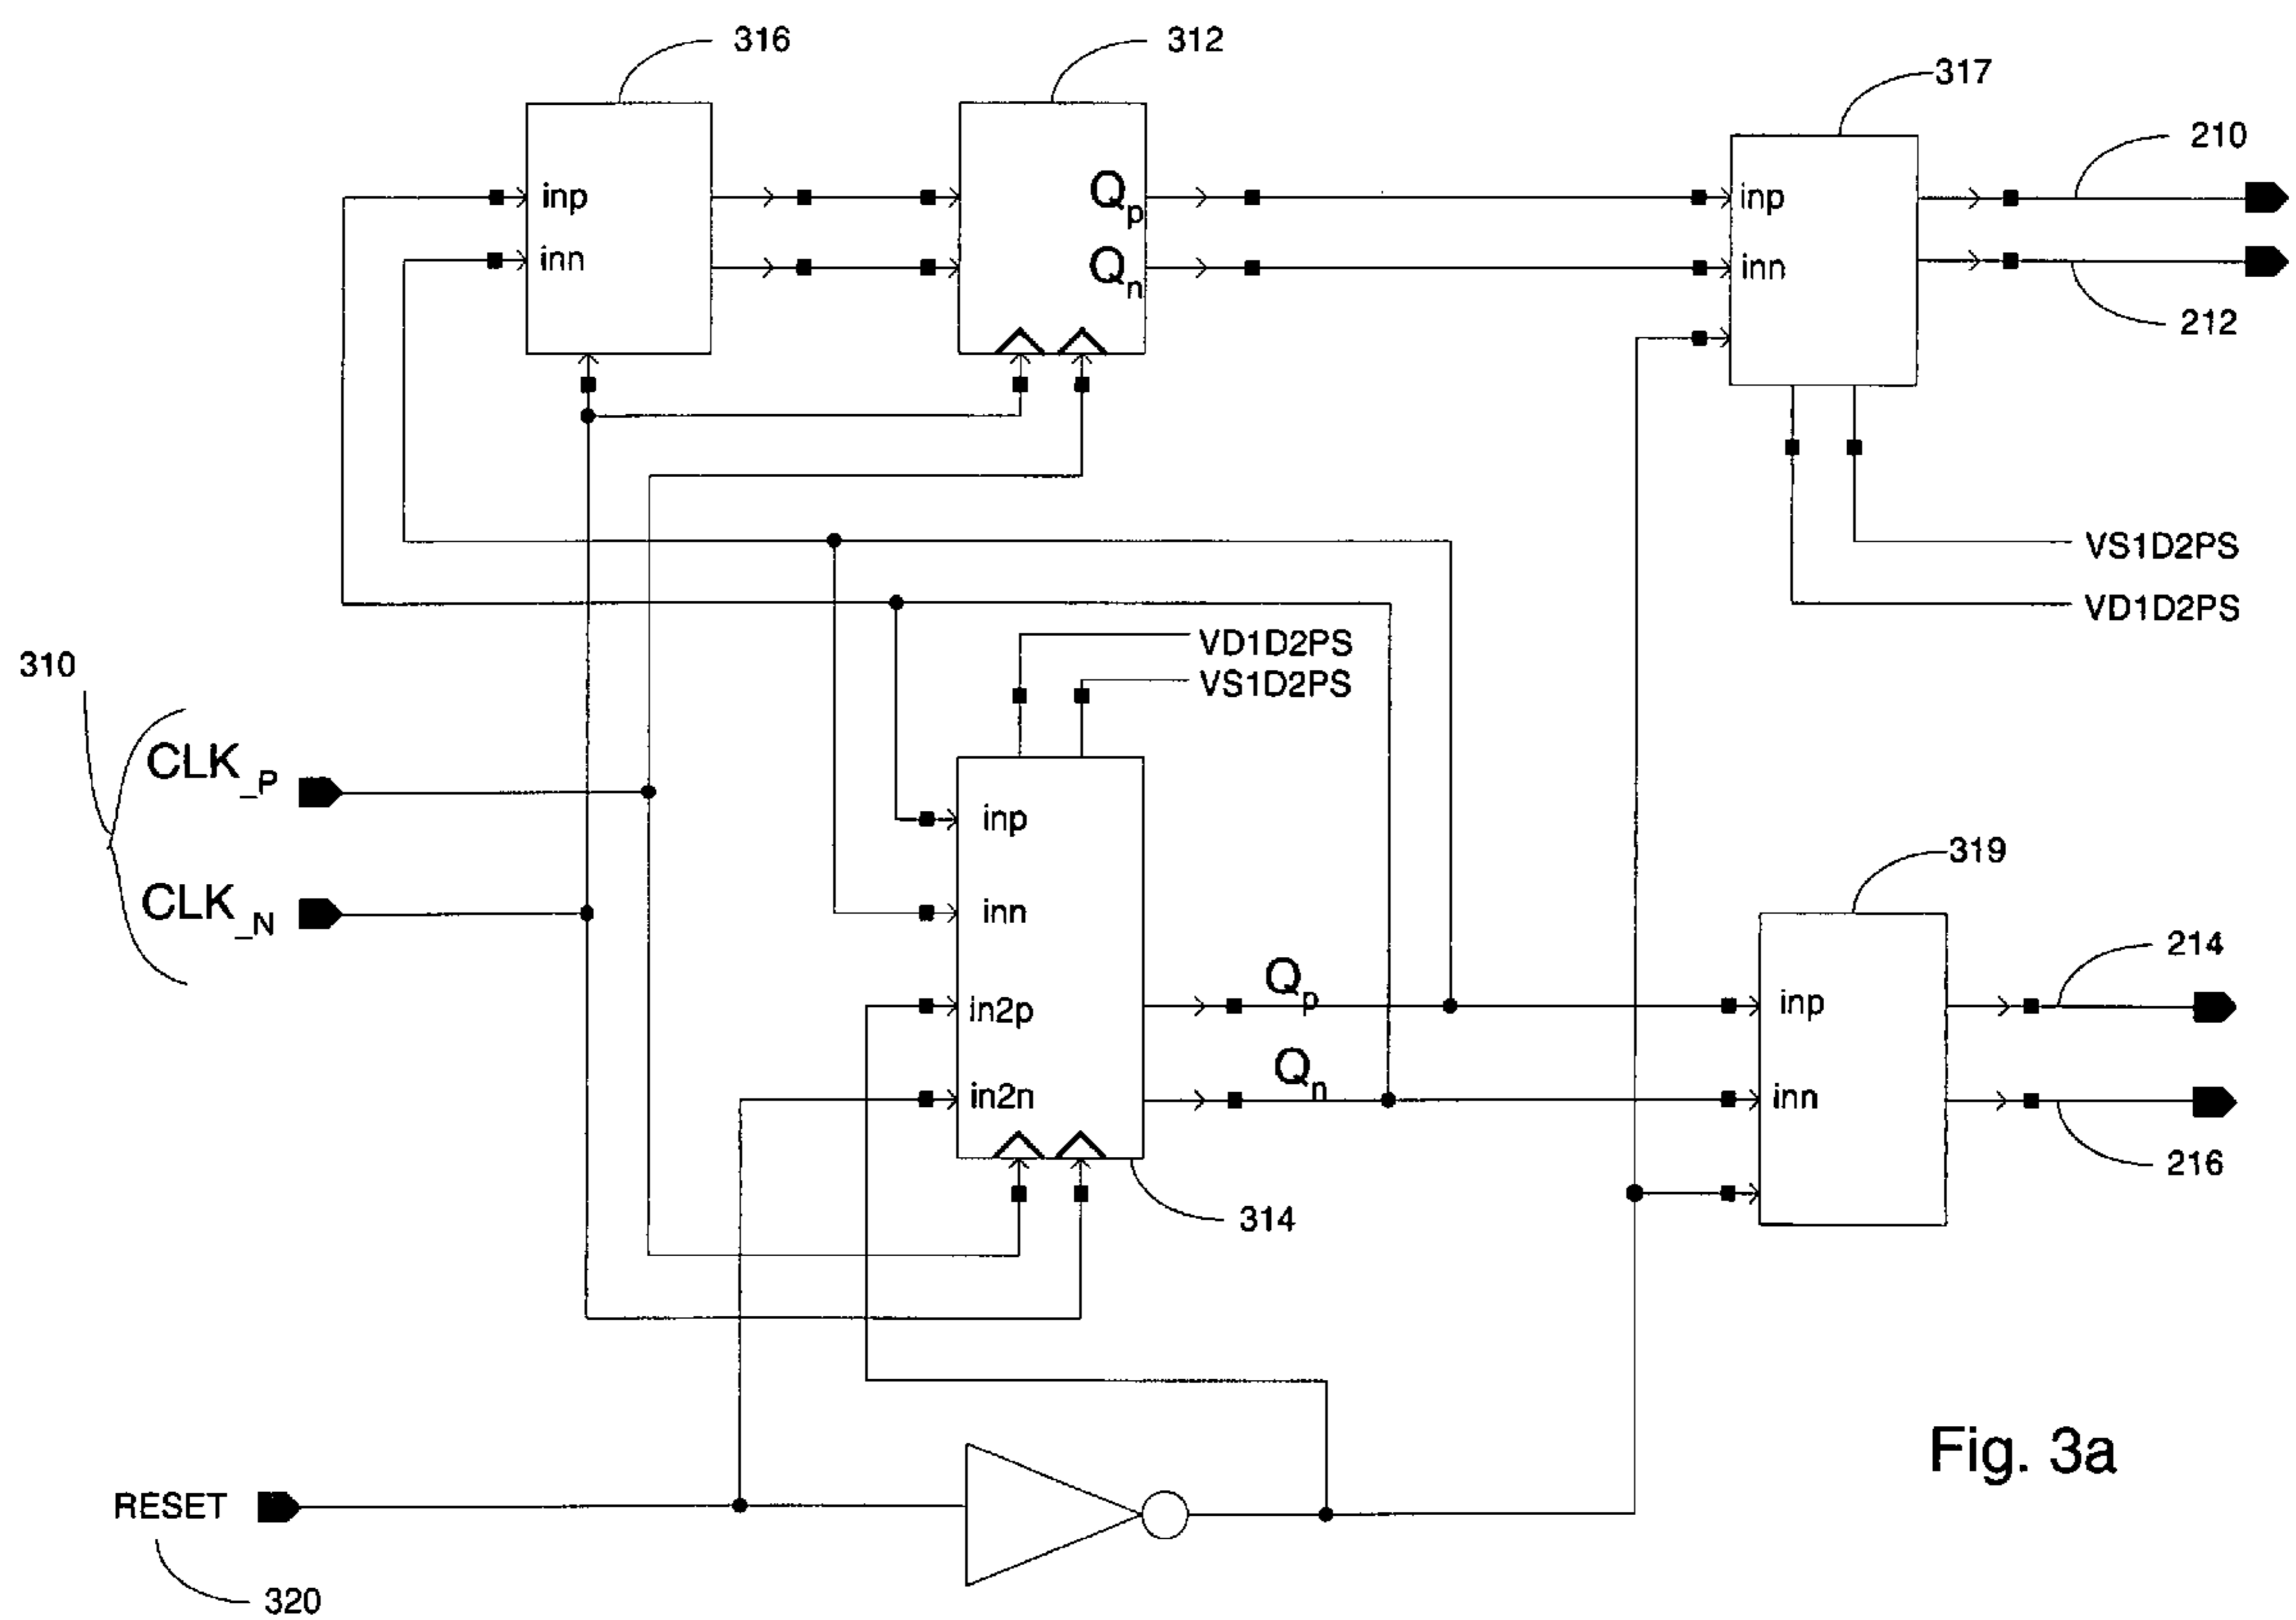 316
312
317
210
inp
Qp
inp
inn
Qn
inn
212
VS1D2PS
VD1D2PS
VD1D2PS
VS1D2PS
310
CLK_P
inp
319
CLK_N
inn
214
Qp
in2p
inp
Qn
in2n
inn
216
314
Fig. 3a
RESET
320